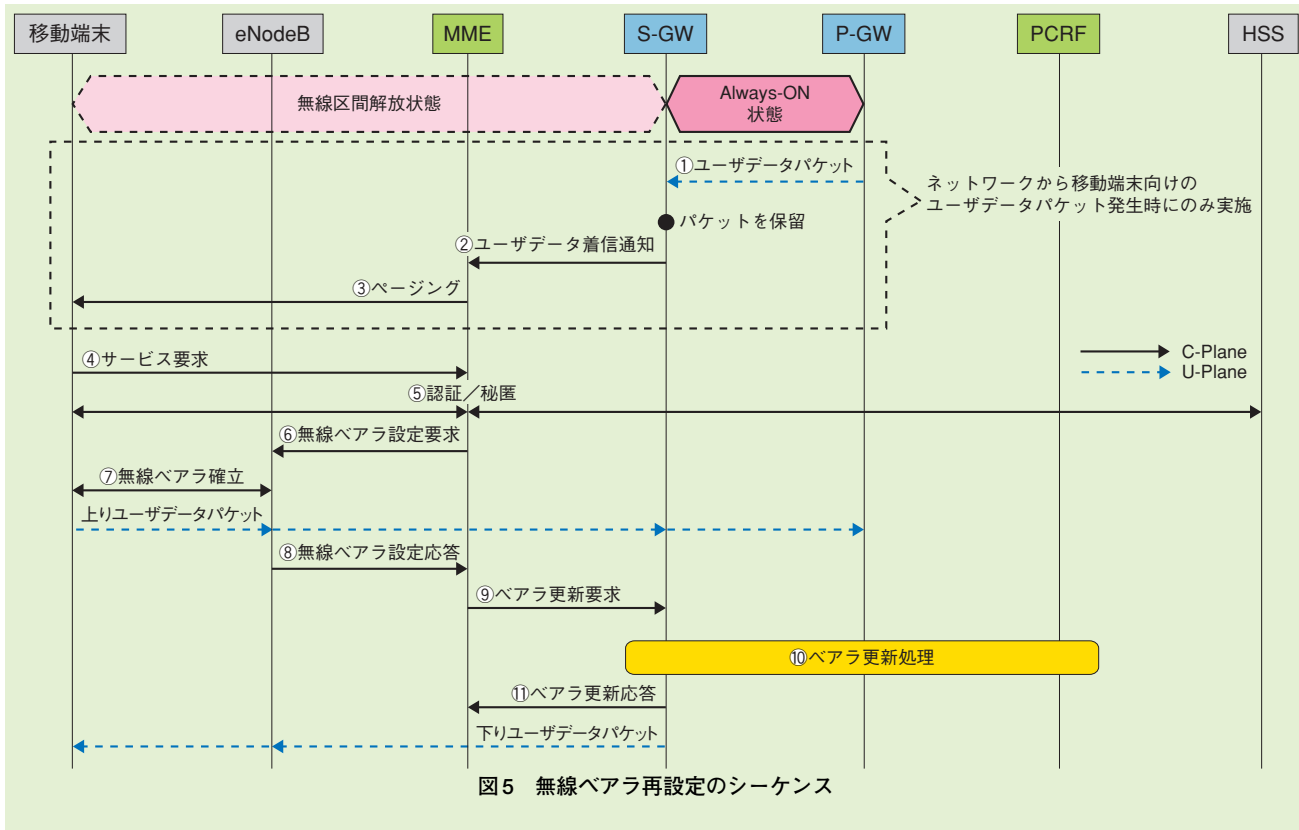 移動端末
eNodeB
MME
S-GW
P-GW
PCRF
HSS
無線区間解放状態
Always-ON
状態
①ユーザデータパケット
ネットワークから移動端末向けの
ユーザデータパケット発生時にのみ実施
パケットを保留
②ユーザデータ着信通知
③ページング
④サービス要求
C-Plane
U-Plane
⑤認証／秘匿
⑥無線ベアラ設定要求
⑦無線ベアラ確立
上りユーザデータパケット
⑧無線ベアラ設定応答
⑨ベアラ更新要求
⑩ベアラ更新処理
⑪ベアラ更新応答
下りユーザデータパケット
図5 無線ベアラ再設定のシーケンス